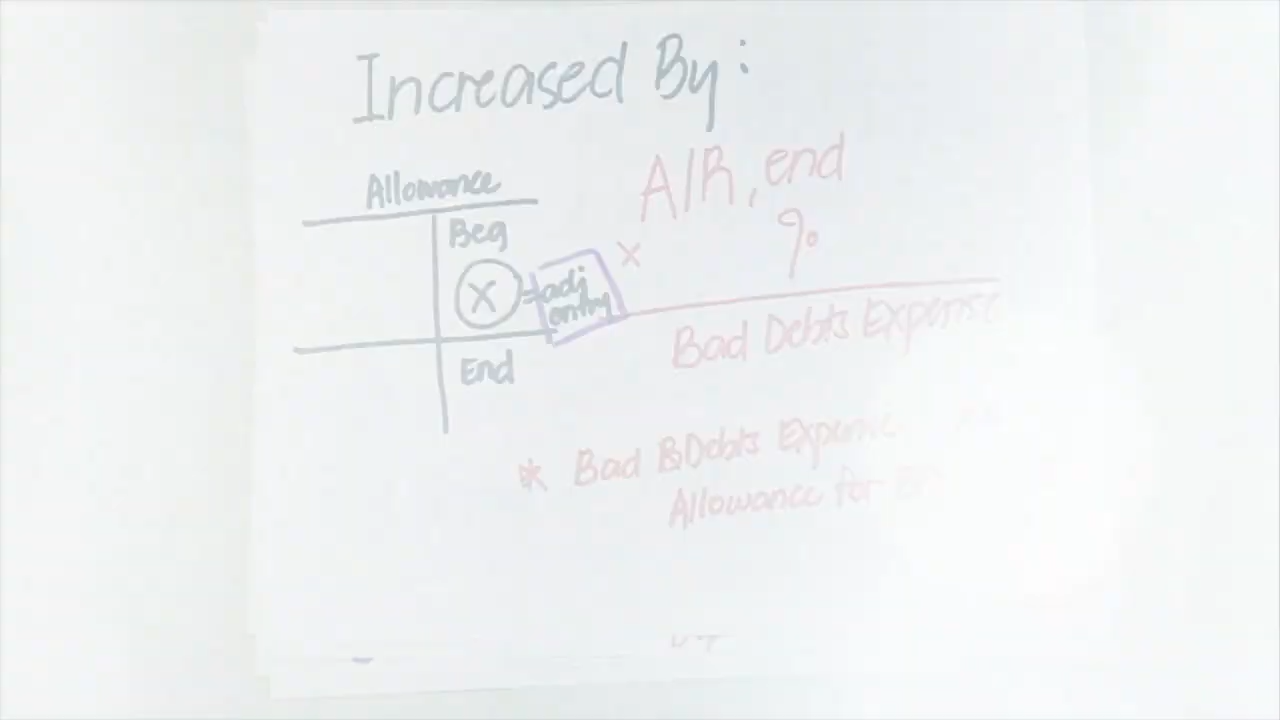 Increased By:
Allowance
Beg
X = adj
entry
End
A/R, end
x %
Bad Debts Expense
* Bad BDebts Expense
Allowance for